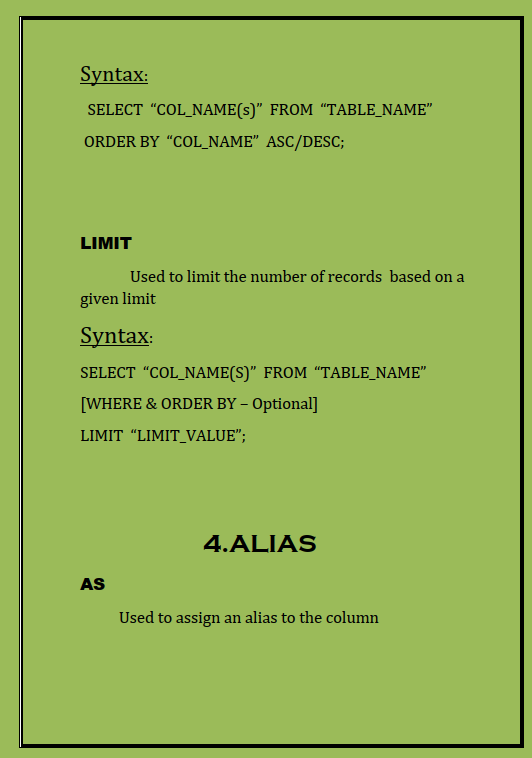 Syntax:
SELECT “COL_NAME(s)” FROM “TABLE_NAME”
ORDER BY “COL_NAME” ASC/DESC;
LIMIT
Used to limit the number of records based on a
given limit
Syntax:
SELECT “COL_NAME(S)” FROM “TABLE_NAME”
[WHERE & ORDER BY – Optional]
LIMIT “LIMIT_VALUE”;
4.ALIAS
AS
Used to assign an alias to the column